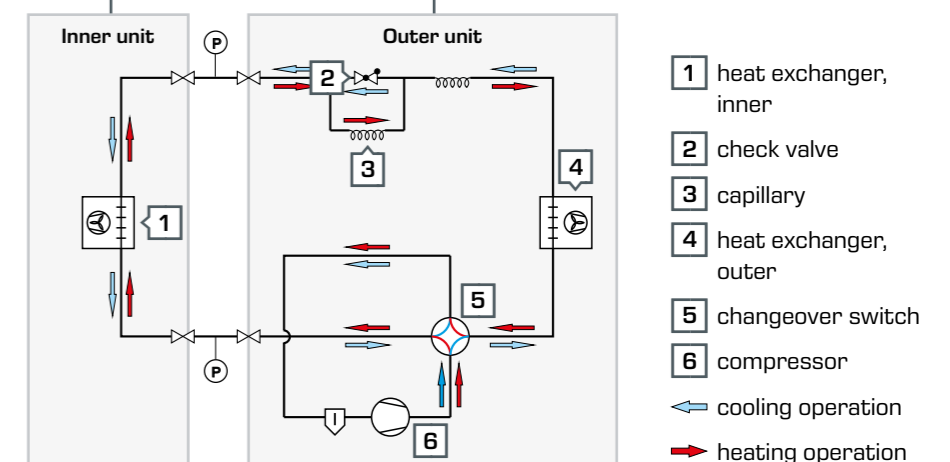 Inner unit
Outer unit
P
2
3
4
1
5
P
6
1 heat exchanger,
inner
2 check valve
3 capillary
4 heat exchanger,
outer
5 changeover switch
6 compressor
cooling operation
heating operation